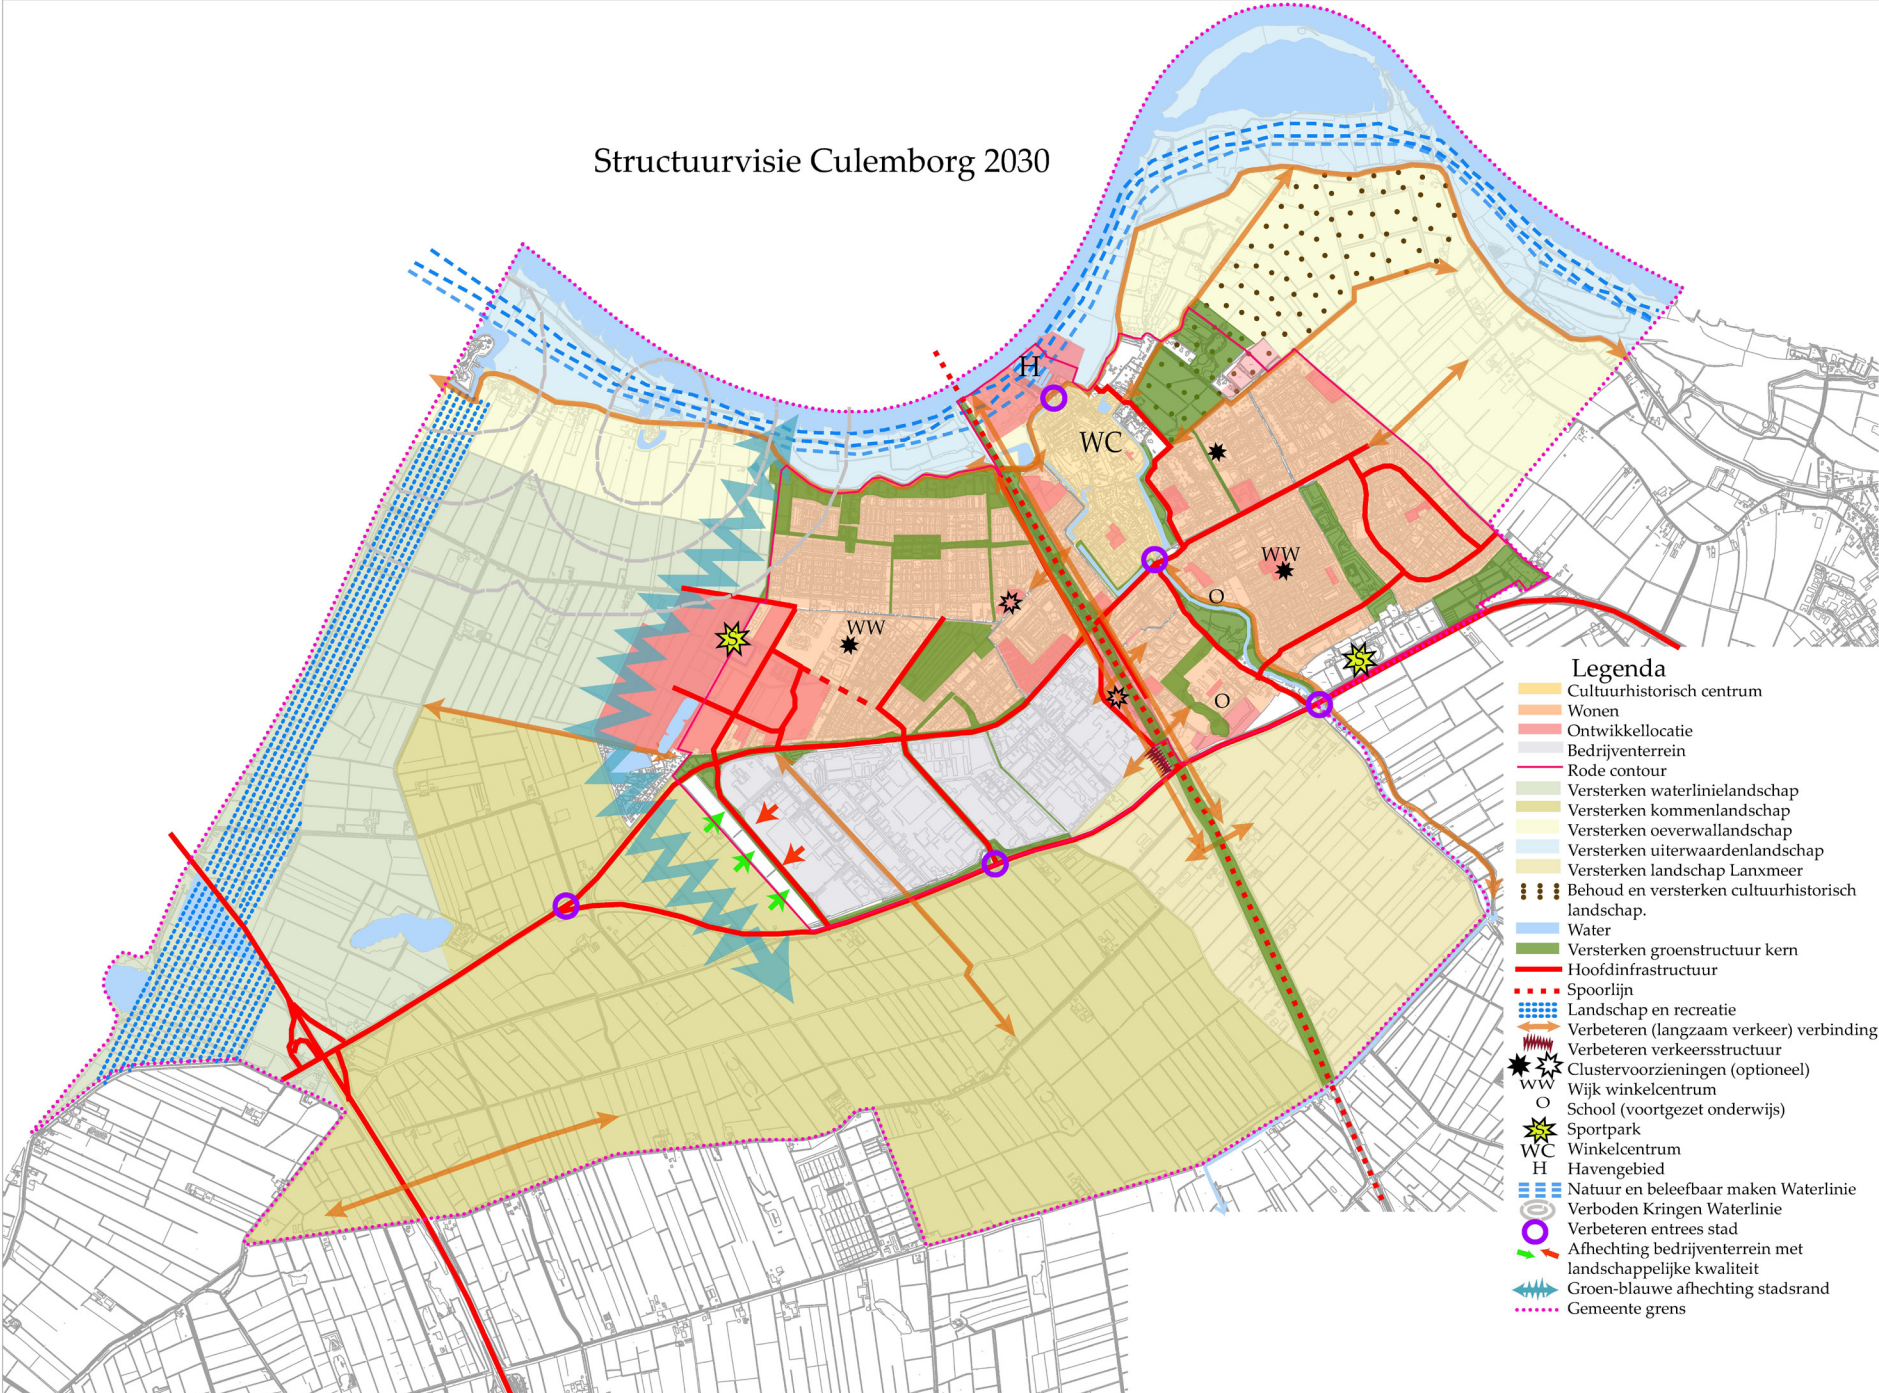 Structuurvisie Culemborg 2030
H
WC
WW
O
S
WW
S
O
Legenda
Cultuurhistorisch centrum
Wonen
Ontwikkellocatie
Bedrijventerrein
Rode contour
Versterken waterlinielandschap
Versterken kommenlandschap
Versterken oeverwallandschap
Versterken uiterwaardenlandschap
Versterken landschap Lanxmeer
Behoud en versterken cultuurhistorisch
landschap.
Water
Versterken groenstructuur kern
Hoofdinfrastructuur
Spoorlijn
Landschap en recreatie
Verbeteren (langzaam verkeer) verbinding
Verbeteren verkeersstructuur
Clustervoorzieningen (optioneel)
WW Wijk winkelcentrum
O School (voortgezet onderwijs)
S Sportpark
WC Winkelcentrum
H Havengebied
Natuur en beleefbaar maken Waterlinie
Verboden Kringen Waterlinie
Verbeteren entrees stad
Afhechting bedrijventerrein met
landschappelijke kwaliteit
Groen-blauwe afhechting stadsrand
Gemeente grens